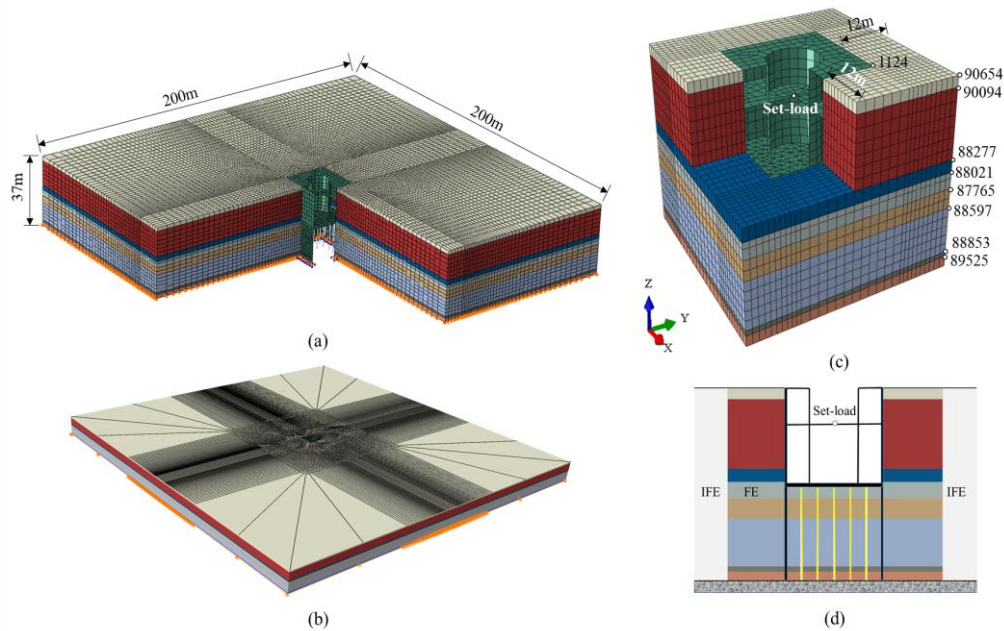 (a)
200m
200m
37m
(b)
(c)
12m
12m
1124
Set-load
90654
90094
88277
88021
87765
88597
88853
89525
Z
Y
X
Set-load
IFE
FE
IFE
(d)